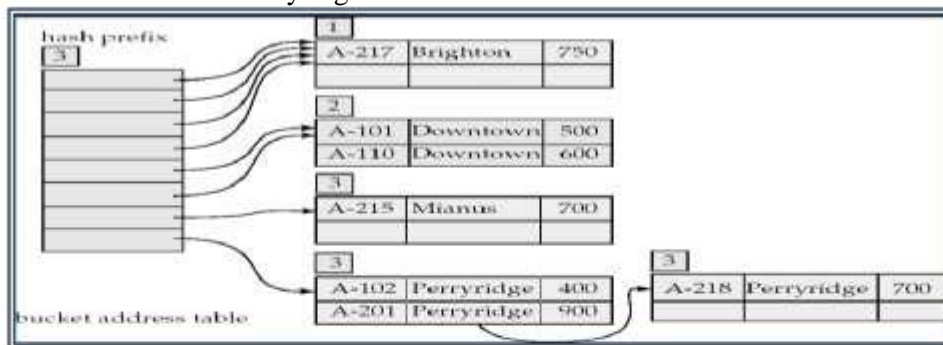 hash prefix
3
1
A-217 Brighton 750
2
A-101 Downtown 500
A-110 Downtown 600
3
A-215 Mianus 700
3
A-102 Perryridge 400
A-201 Perryridge 900
3
A-218 Perryridge 700
bucket address table